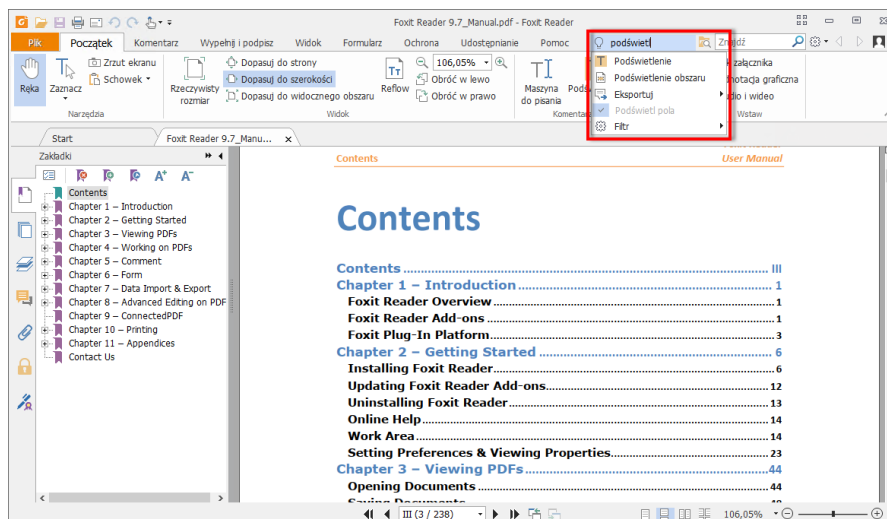 Foxit Reader 9.7_Manual.pdf - Foxit Reader
Plik Początek Komentarz Wypełnij i podpisz Widok Formularz Ochrona Udostępnianie Pomoc podświetl Znajdź
Ręka
Zaznacz
Zrzut ekranu
Schowek
Narzędzia
Rzeczywisty rozmiar
Dopasuj do strony
Dopasuj do szerokości
Dopasuj do widocznego obszaru
Reflow
106,05%
Obróć w lewo
Obróć w prawo
Widok
Maszyna do pisania
Podświetlenie
Podświetlenie obszaru
Eksportuj
Podświetl pola
Filtr
załącznika
graficzna
i wideo
Wstaw
Start Foxit Reader 9.7_Manu...
Zakładki
Contents
Chapter 1 – Introduction
Chapter 2 – Getting Started
Chapter 3 – Viewing PDFs
Chapter 4 – Working on PDFs
Chapter 5 – Comment
Chapter 6 – Form
Chapter 7 – Data Import & Export
Chapter 8 – Advanced Editing on PDF
Chapter 9 – ConnectedPDF
Chapter 10 – Printing
Chapter 11 – Appendices
Contact Us
Contents User Manual
Contents
Contents ... III
Chapter 1 – Introduction ... 1
Foxit Reader Overview ... 1
Foxit Reader Add-ons ... 1
Foxit Plug-In Platform ... 3
Chapter 2 – Getting Started ... 6
Installing Foxit Reader ... 6
Updating Foxit Reader Add-ons ... 12
Uninstalling Foxit Reader ... 13
Online Help ... 14
Work Area ... 14
Setting Preferences & Viewing Properties ... 23
Chapter 3 – Viewing PDFs ... 44
Opening Documents ... 44
III (3 / 238) 106,05%